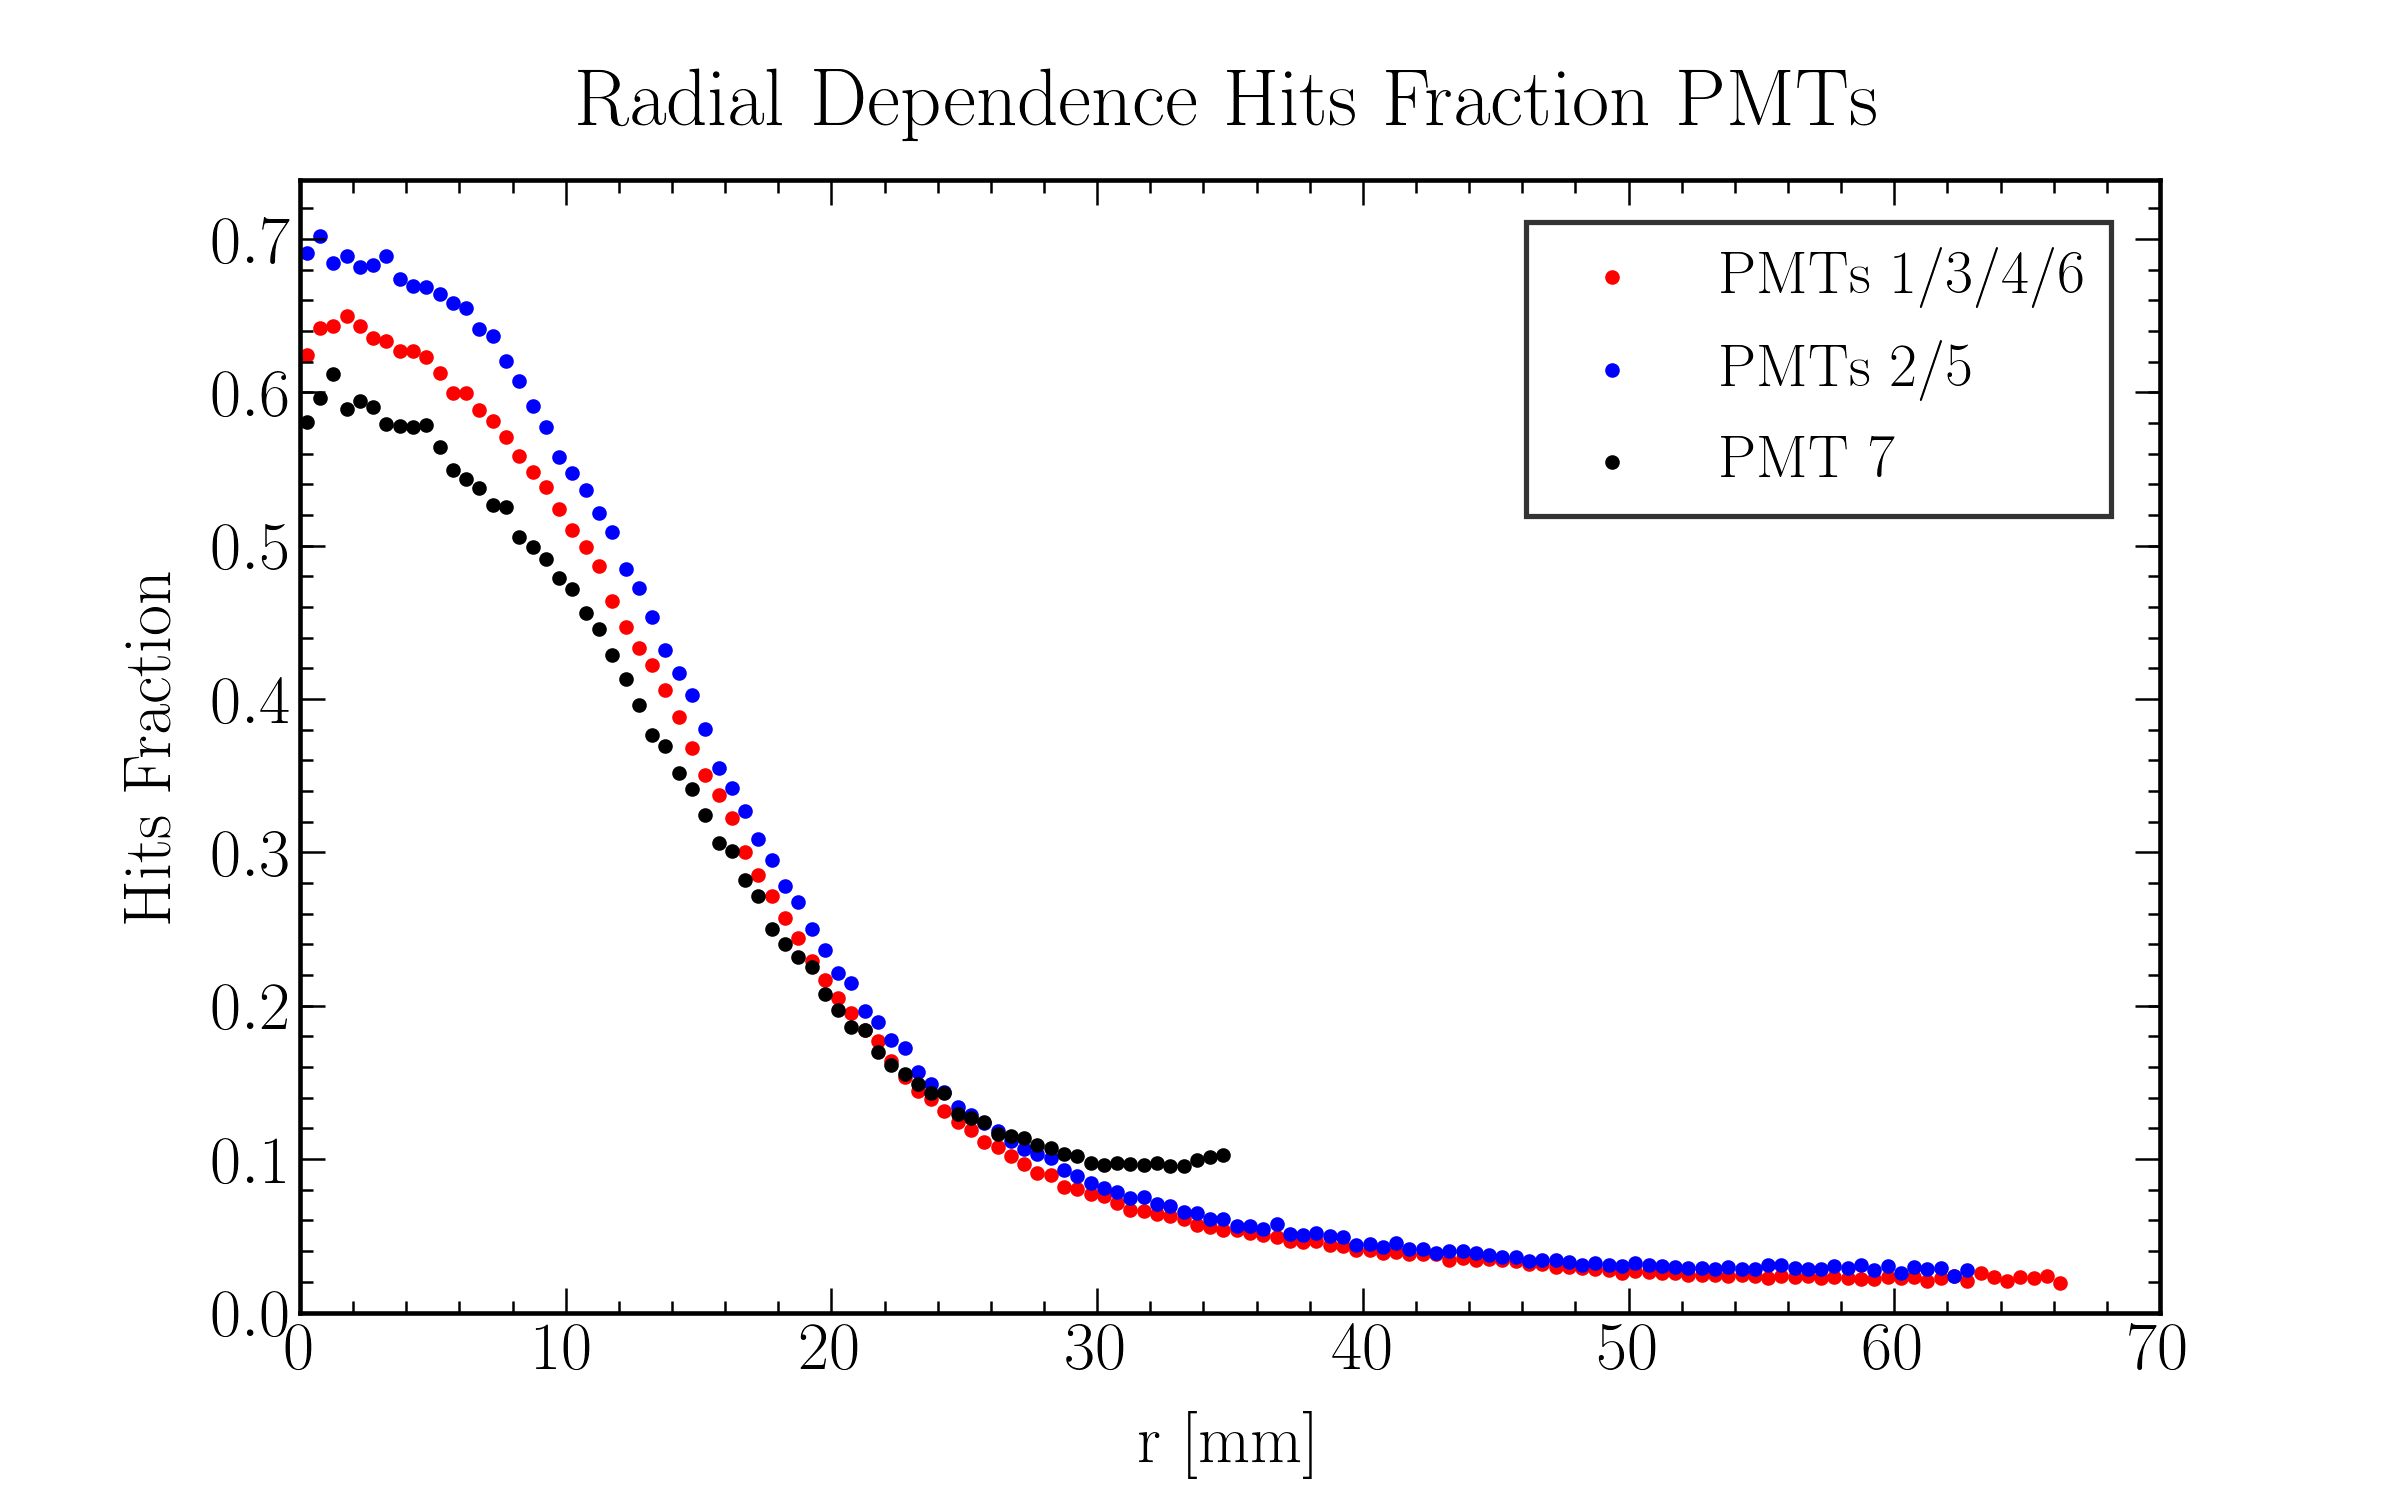 Radial Dependence Hits Fraction PMTs
PMTs 1/3/4/6
PMTs 2/5
PMT 7
Hits Fraction
0.7
0.6
0.5
0.4
0.3
0.2
0.1
0.0
0 10 20 30 40 50 60 70
r [mm]